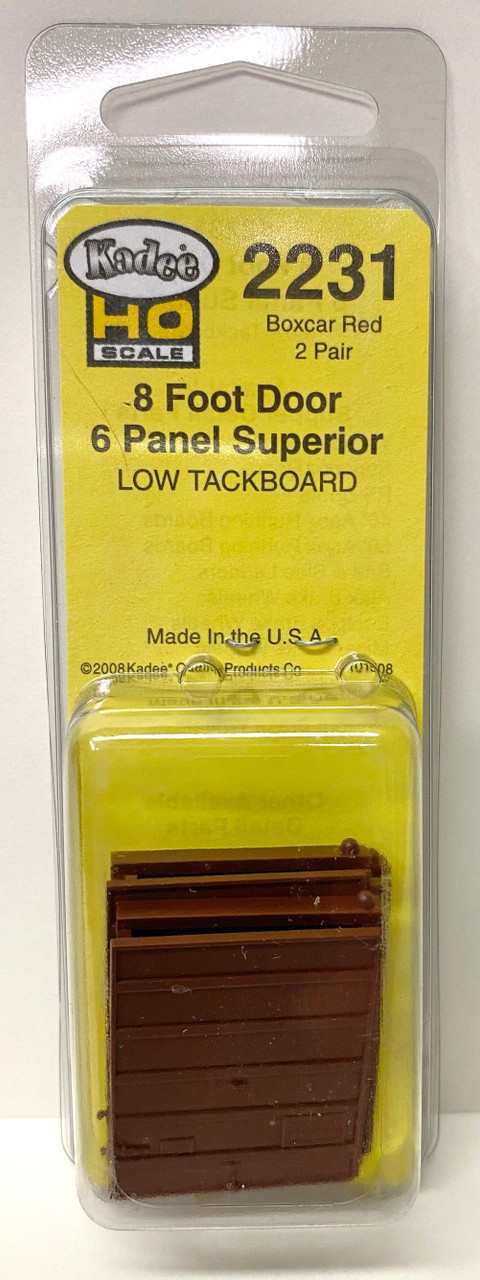 Kadee
HO
SCALE
2231
Boxcar Red
2 Pair
8 Foot Door
6 Panel Superior
LOW TACKBOARD
Made In the U.S.A.
©2008 Kadee® Quality Products Co
Other Available
Detail Parts